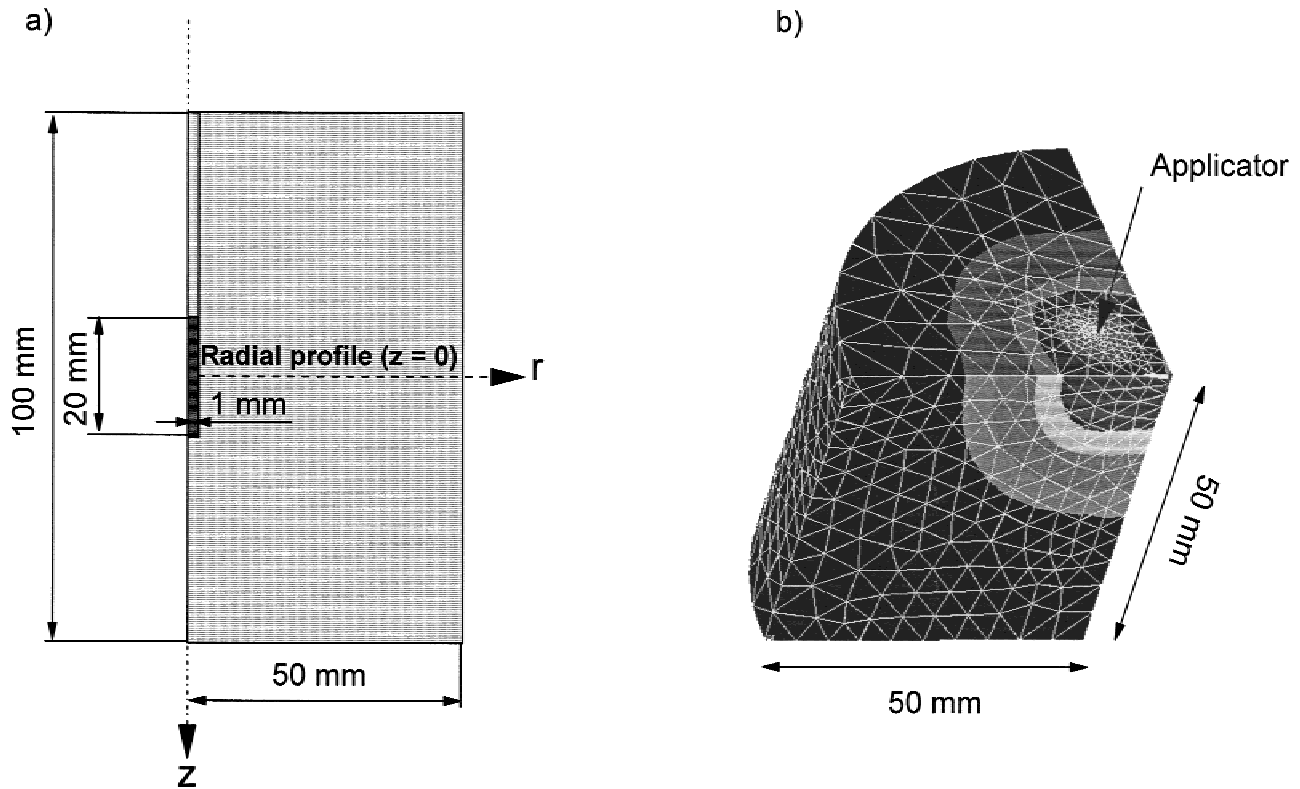 a)
b)
Applicator
100 mm
20 mm
Radial profile (z = 0)
r
1 mm
50 mm
z
50 mm
50 mm